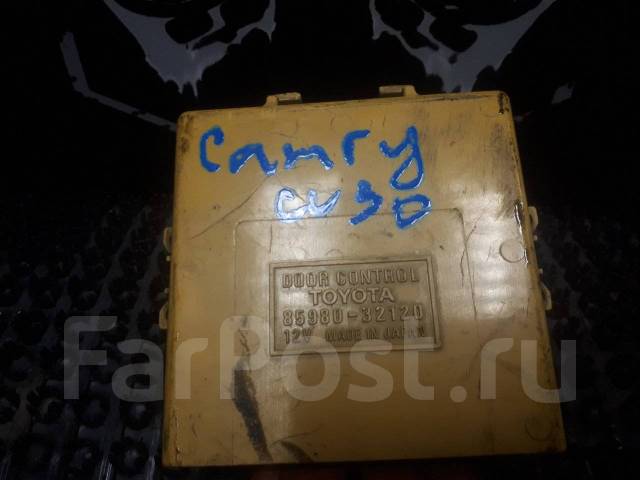 Camry
CV30
DOOR CONTROL
TOYOTA
85980-32120
12V MADE IN JAPAN
FarPost.ru